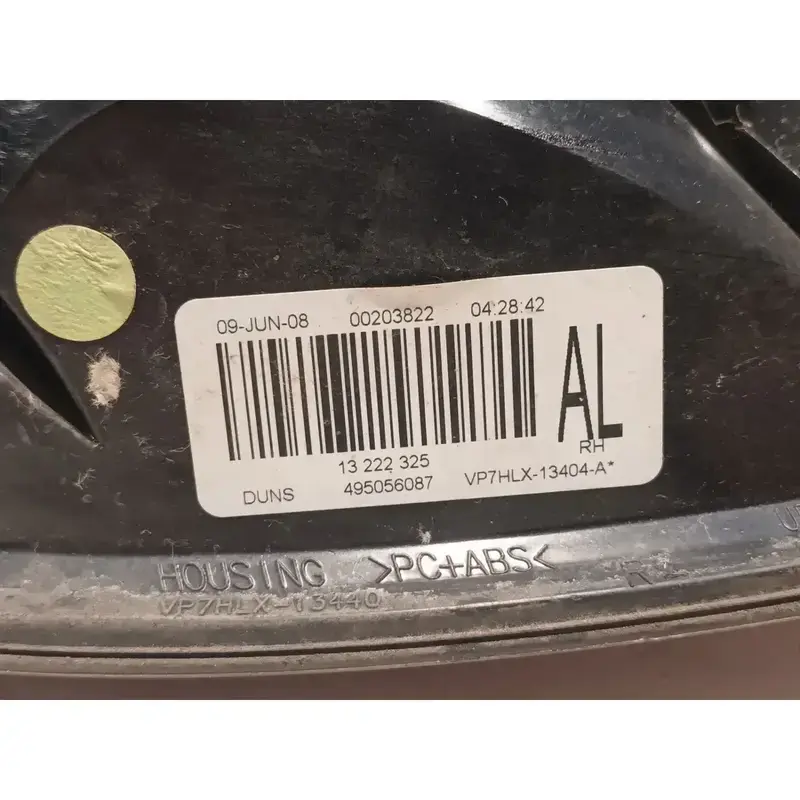 09-JUN-08 00203822 04:28:42
AL
RH
13 222 325
DUNS 495056087 VP7HLX-13404-A*
HOUSING >PC+ABS<
VP7HLX-13440